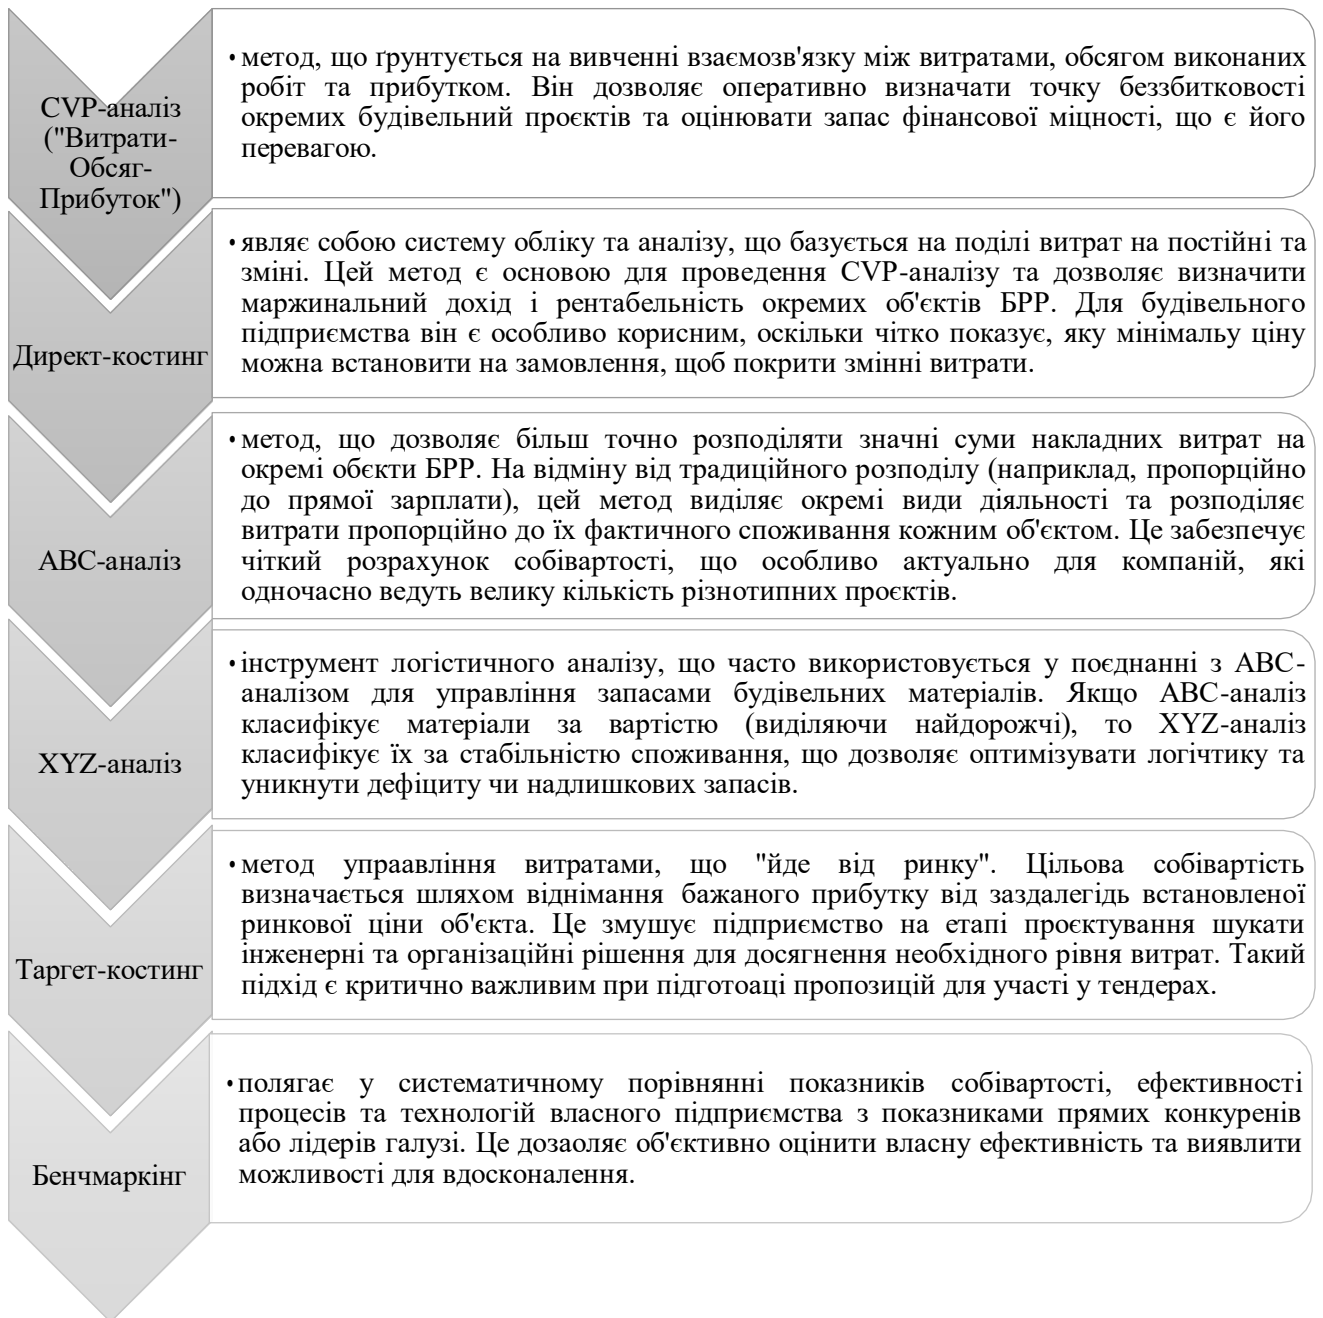 CVP-аналіз
("Витрати-
Обсяг-
Прибуток")
• метод, що ґрунтується на вивченні взаємозв'язку між витратами, обсягом виконаних
робіт та прибутком. Він дозволяє оперативно визначати точку беззбитковості
окремих будівельний проєктів та оцінювати запас фінансової міцності, що є його
перевагою.
Директ-костинг
• являє собою систему обліку та аналізу, що базується на поділі витрат на постійні та
зміні. Цей метод є основою для проведення CVP-аналізу та дозволяє визначити
маржинальний дохід і рентабельність окремих об'єктів БРР. Для будівельного
підприємства він є особливо корисним, оскільки чітко показує, яку мінімальу ціну
можна встановити на замовлення, щоб покрити змінні витрати.
АВС-аналіз
• метод, що дозволяє більш точно розподіляти значні суми накладних витрат на
окремі обєкти БРР. На відміну від традиційного розподілу (наприклад, пропорційно
до прямої зарплати), цей метод виділяє окремі види діяльності та розподіляє
витрати пропорційно до їх фактичного споживання кожним об'єктом. Це забезпечує
чіткий розрахунок собівартості, що особливо актуально для компаній, які
одночасно ведуть велику кількість різнотипних проєктів.
XYZ-аналіз
• інструмент логістичного аналізу, що часто використовується у поєднанні з АВС-
аналізом для управління запасами будівельних матеріалів. Якщо АВС-аналіз
класифікує матеріали за вартістю (виділяючи найдорожчі), то XYZ-аналіз
класифікує їх за стабільністю споживання, що дозволяє оптимізувати логічтику та
уникнути дефіциту чи надлишкових запасів.
Таргет-костинг
• метод упраавління витратами, що "йде від ринку". Цільова собівартість
визначається шляхом віднімання бажаного прибутку від заздалегідь встановленої
ринкової ціни об'єкта. Це змушує підприємство на етапі проєктування шукати
інженерні та організаційні рішення для досягнення необхідного рівня витрат. Такий
підхід є критично важливим при підготоаці пропозицій для участі у тендерах.
Бенчмаркінг
• полягає у систематичному порівнянні показників собівартості, ефективності
процесів та технологій власного підприємства з показниками прямих конкуренів
або лідерів галузі. Це дозаоляє об'єктивно оцінити власну ефективність та виявлити
можливості для вдосконалення.